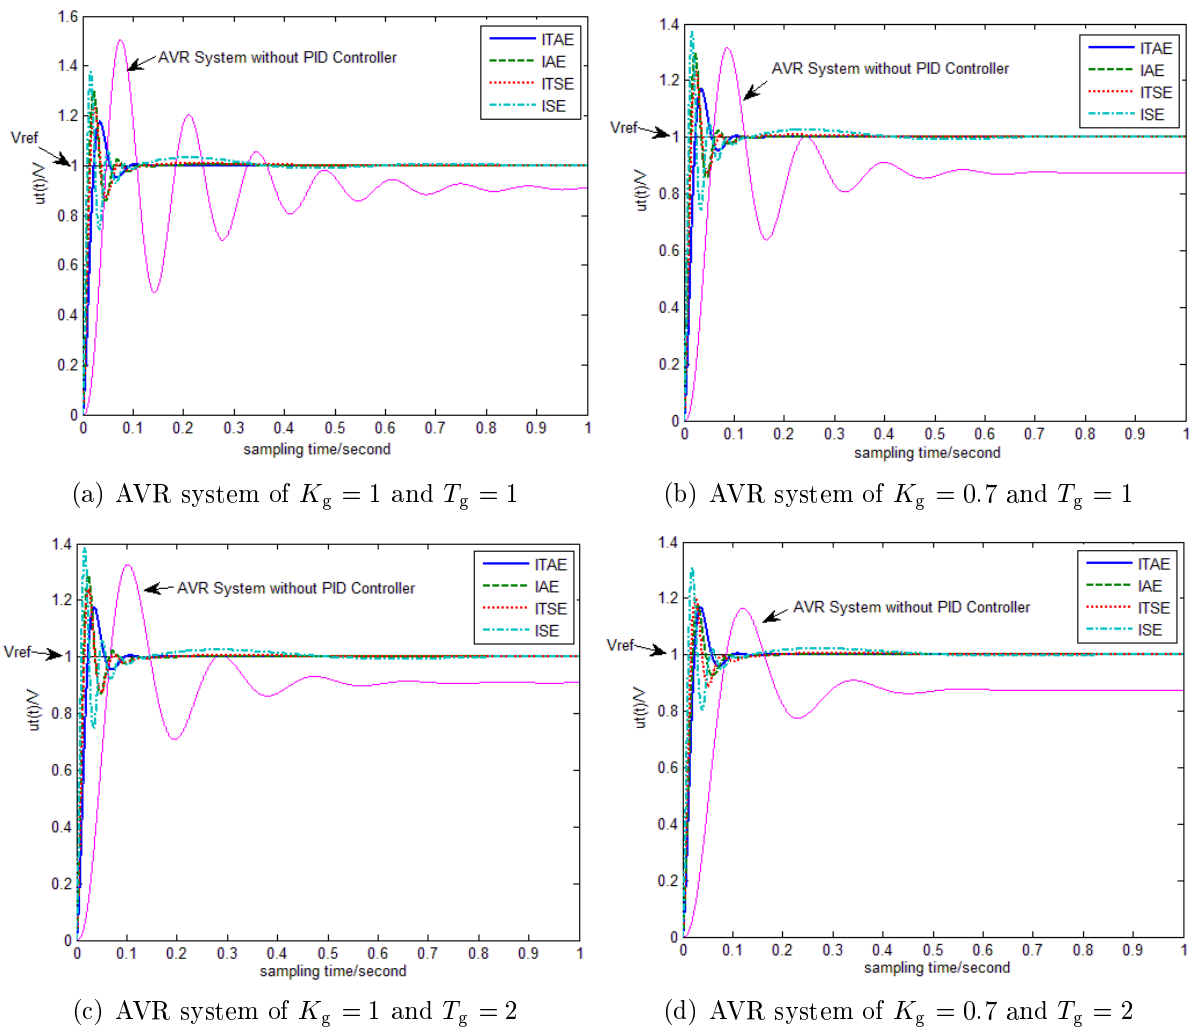 1.6
1.4
1.2
1
0.8
0.6
0.4
0.2
0
ut(t)/V
Vref
AVR System without PID Controller
ITAE
IAE
ITSE
ISE
0 0.1 0.2 0.3 0.4 0.5 0.6 0.7 0.8 0.9 1
sampling time/second
(a) AVR system of K_g = 1 and T_g = 1
1.4
1.2
1
0.8
0.6
0.4
0.2
0
ut(t)/V
Vref
AVR System without PID Controller
ITAE
IAE
ITSE
ISE
0 0.1 0.2 0.3 0.4 0.5 0.6 0.7 0.8 0.9 1
sampling time/second
(b) AVR system of K_g = 0.7 and T_g = 1
1.4
1.2
1
0.8
0.6
0.4
0.2
0
ut(t)/V
Vref
AVR System without PID Controller
ITAE
IAE
ITSE
ISE
0 0.1 0.2 0.3 0.4 0.5 0.6 0.7 0.8 0.9 1
sampling time/second
(c) AVR system of K_g = 1 and T_g = 2
1.4
1.2
1
0.8
0.6
0.4
0.2
0
ut(t)/V
Vref
AVR System without PID Controller
ITAE
IAE
ITSE
ISE
0 0.1 0.2 0.3 0.4 0.5 0.6 0.7 0.8 0.9 1
sampling time/second
(d) AVR system of K_g = 0.7 and T_g = 2